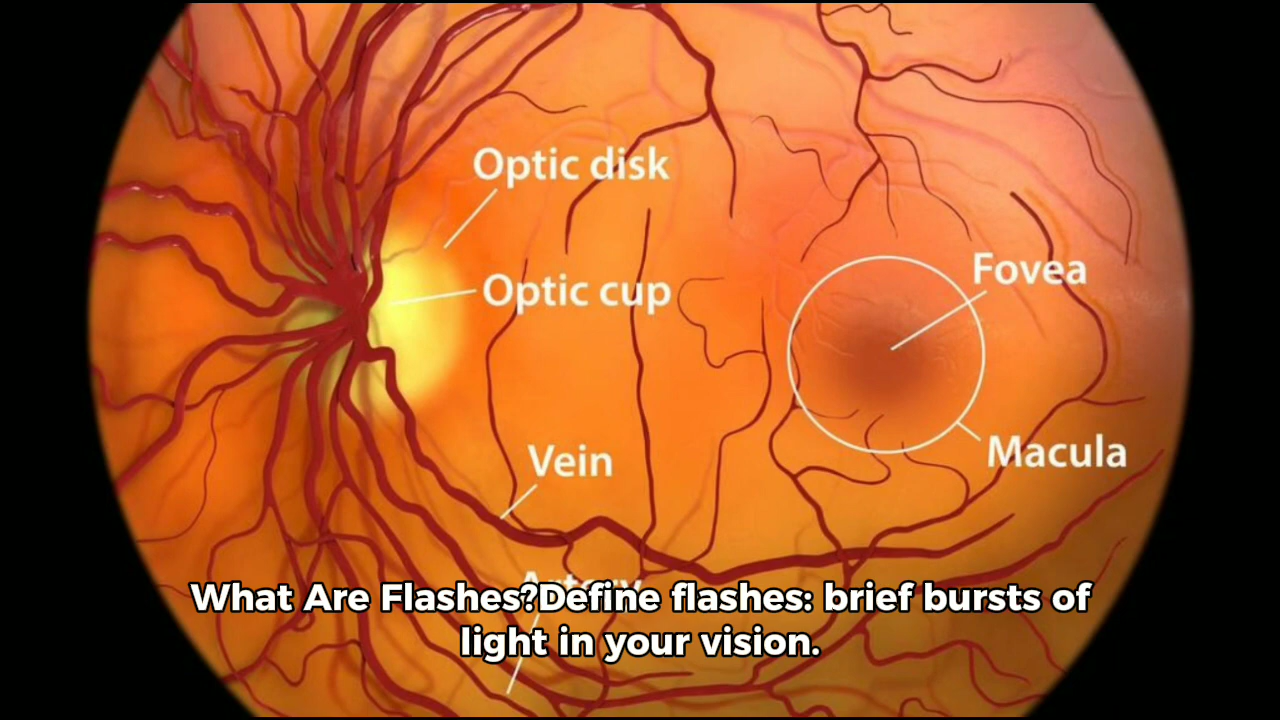 Optic disk
Optic cup
Fovea
Macula
Vein
Artery
What Are Flashes?Define flashes: brief bursts of
light in your vision.